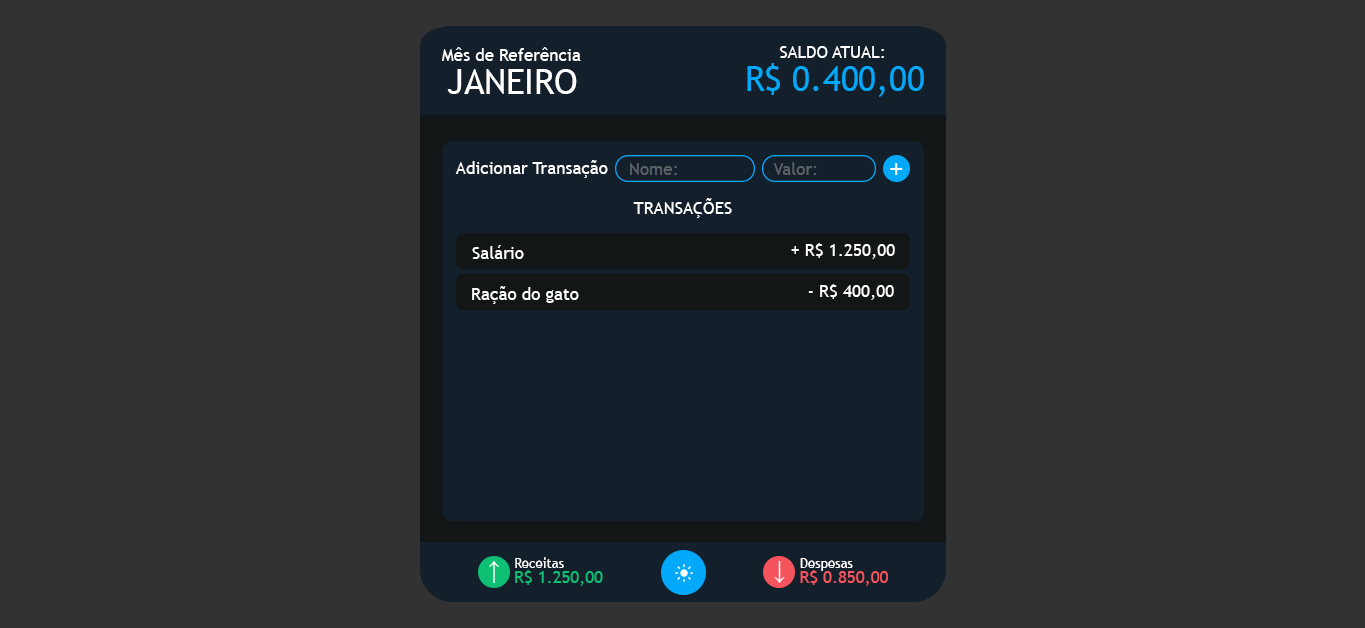 Mês de Referência
JANEIRO
SALDO ATUAL:
R$ 0.400,00
Adicionar Transação
Nome:
Valor:
+
TRANSAÇÕES
Salário
+ R$ 1.250,00
Ração do gato
- R$ 400,00
Receitas
R$ 1.250,00
Despesas
R$ 0.850,00